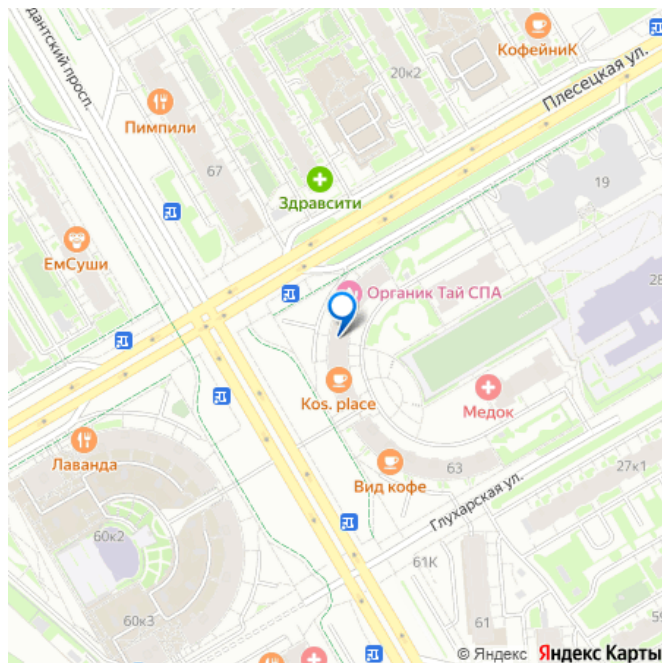 КофейниК
дантский просп.
20к2
Плесецкая ул.
Пимпили
67
Здравсити
19
ЕмСуши
Органик Тай СПА
28
Kos. place
Медок
Лаванда
63
Вид кофе
27к1
Глухарская ул.
60к2
61К
60к3
61
59
© Яндекс Яндекс Карты